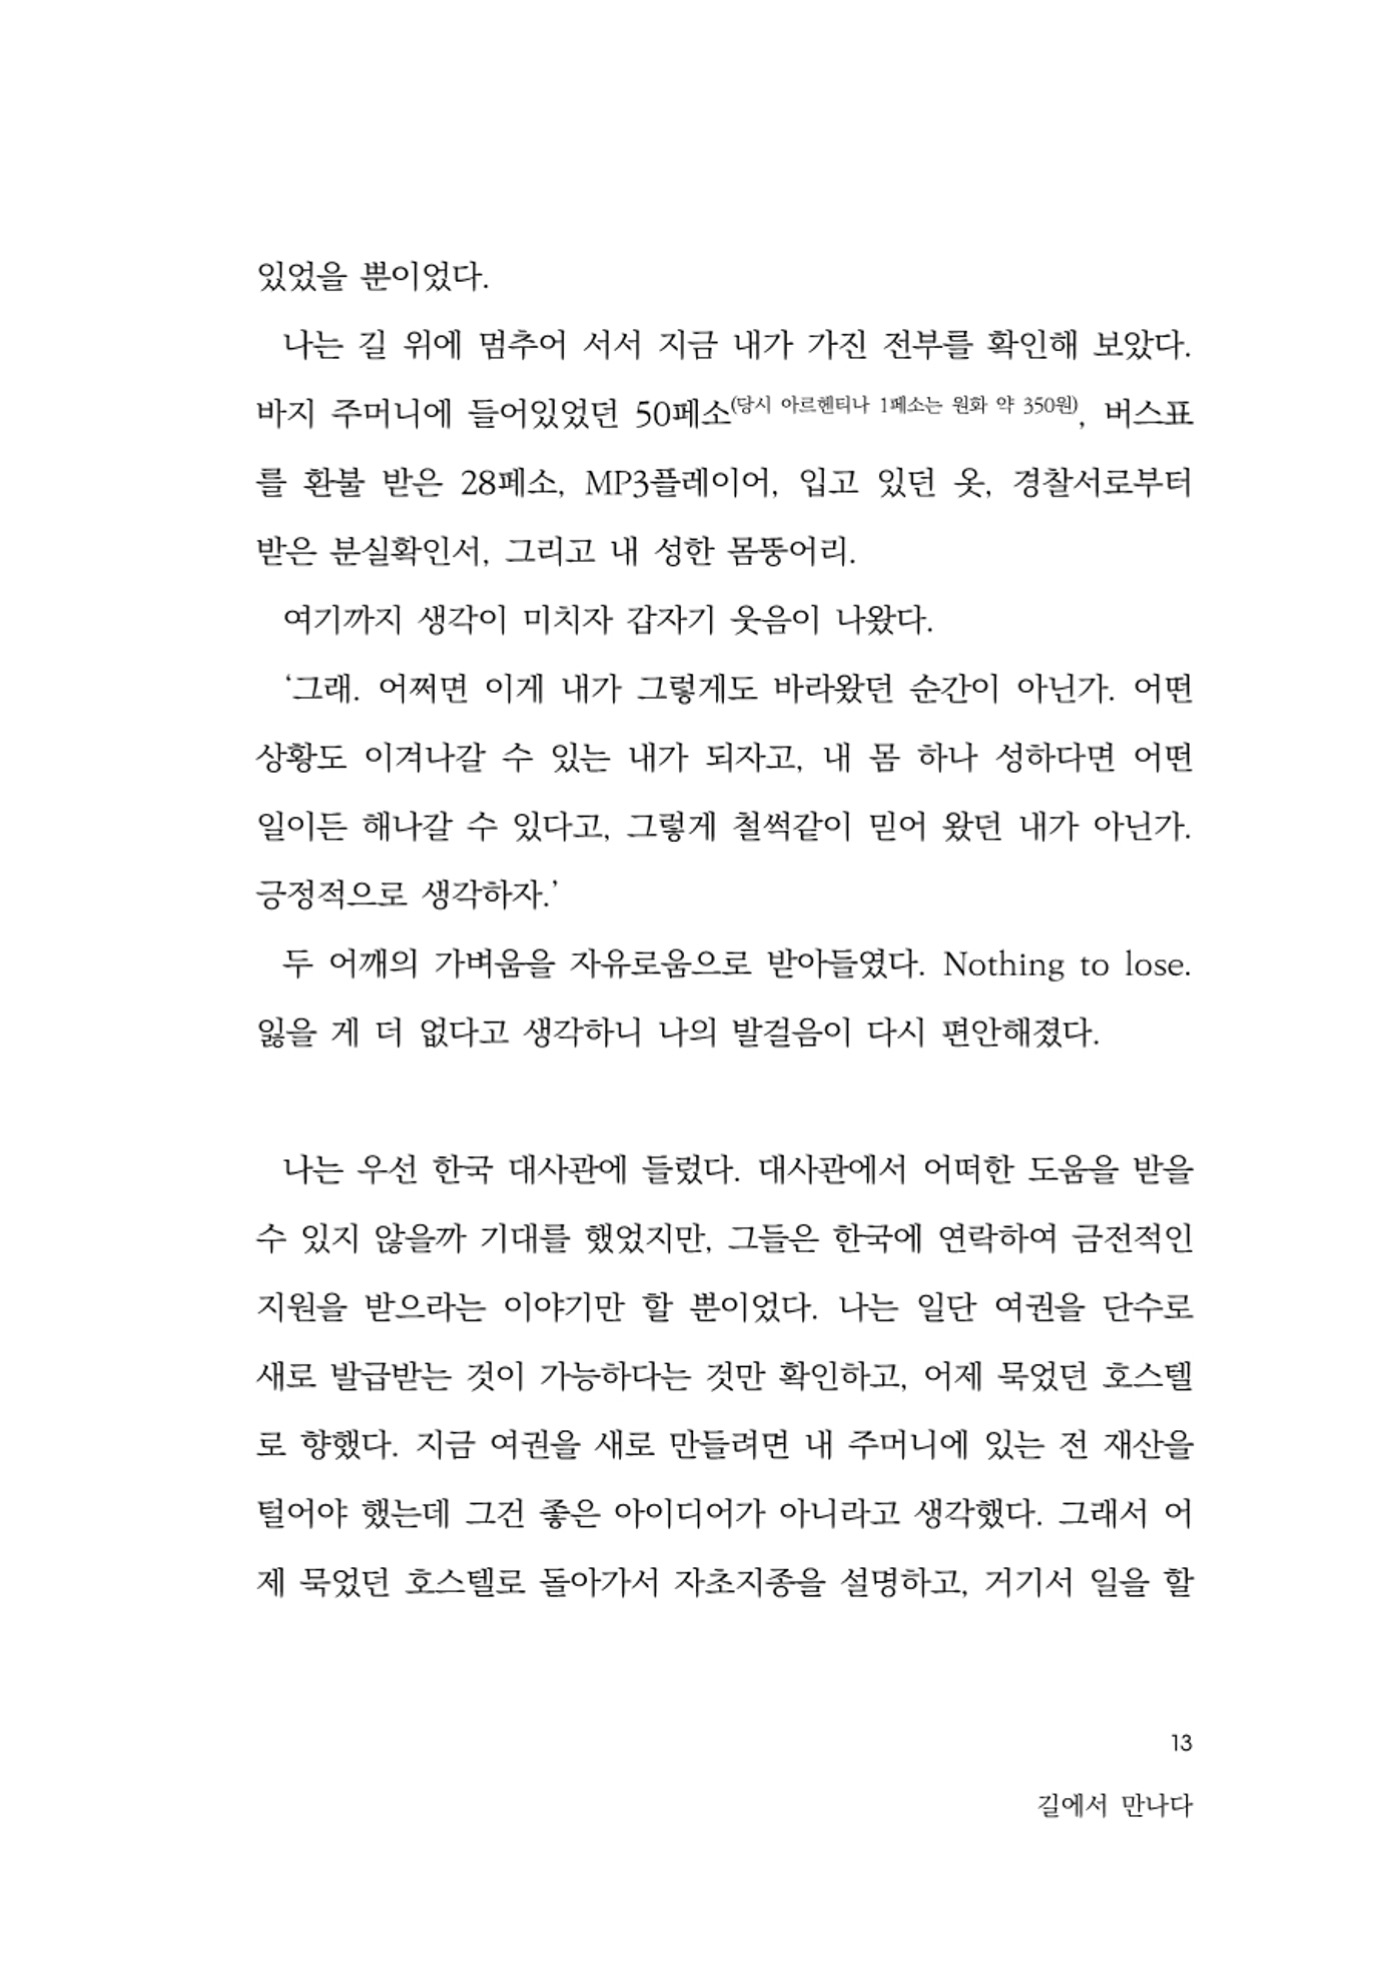 있었을 뿐이었다.
나는 길 위에 멈추어 서서 지금 내가 가진 전부를 확인해 보았다.
바지 주머니에 들어있었던 50페소(당시 아르헨티나 1페소는 원화 약 350원), 버스표
를 환불 받은 28페소, MP3플레이어, 입고 있던 옷, 경찰서로부터
받은 분실확인서, 그리고 내 성한 몸뚱어리.
여기까지 생각이 미치자 갑자기 웃음이 나왔다.
‘그래. 어쩌면 이게 내가 그렇게도 바라왔던 순간이 아닌가. 어떤
상황도 이겨나갈 수 있는 내가 되자고, 내 몸 하나 성하다면 어떤
일이든 해나갈 수 있다고, 그렇게 철썩같이 믿어 왔던 내가 아닌가.
긍정적으로 생각하자.’
두 어깨의 가벼움을 자유로움으로 받아들였다. Nothing to lose.
잃을 게 더 없다고 생각하니 나의 발걸음이 다시 편안해졌다.
나는 우선 한국 대사관에 들렀다. 대사관에서 어떠한 도움을 받을
수 있지 않을까 기대를 했었지만, 그들은 한국에 연락하여 금전적인
지원을 받으라는 이야기만 할 뿐이었다. 나는 일단 여권을 단수로
새로 발급받는 것이 가능하다는 것만 확인하고, 어제 묵었던 호스텔
로 향했다. 지금 여권을 새로 만들려면 내 주머니에 있는 전 재산을
털어야 했는데 그건 좋은 아이디어가 아니라고 생각했다. 그래서 어
제 묵었던 호스텔로 돌아가서 자초지종을 설명하고, 거기서 일을 할
13
길에서 만나다